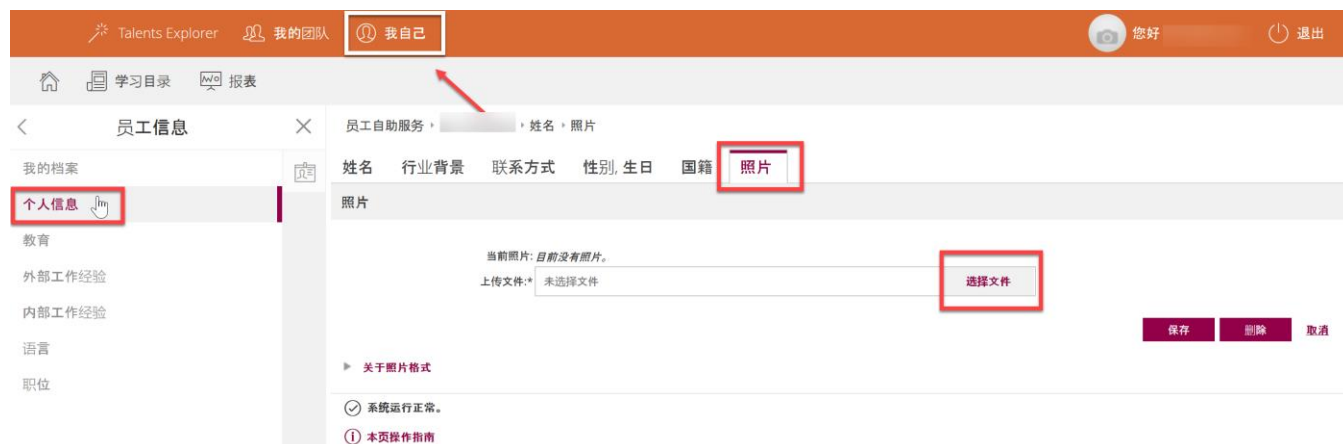 Talents Explorer 我的团队 我自己 您好 退出
学习目录 报表
员工信息
我的档案
个人信息
教育
外部工作经验
内部工作经验
语言
职位
员工自助服务 姓名 照片
姓名 行业背景 联系方式 性别, 生日 国籍 照片
照片
当前照片: 目前没有照片。
上传文件:* 未选择文件 选择文件
保存 删除 取消
关于照片格式
系统运行正常。
本页操作指南